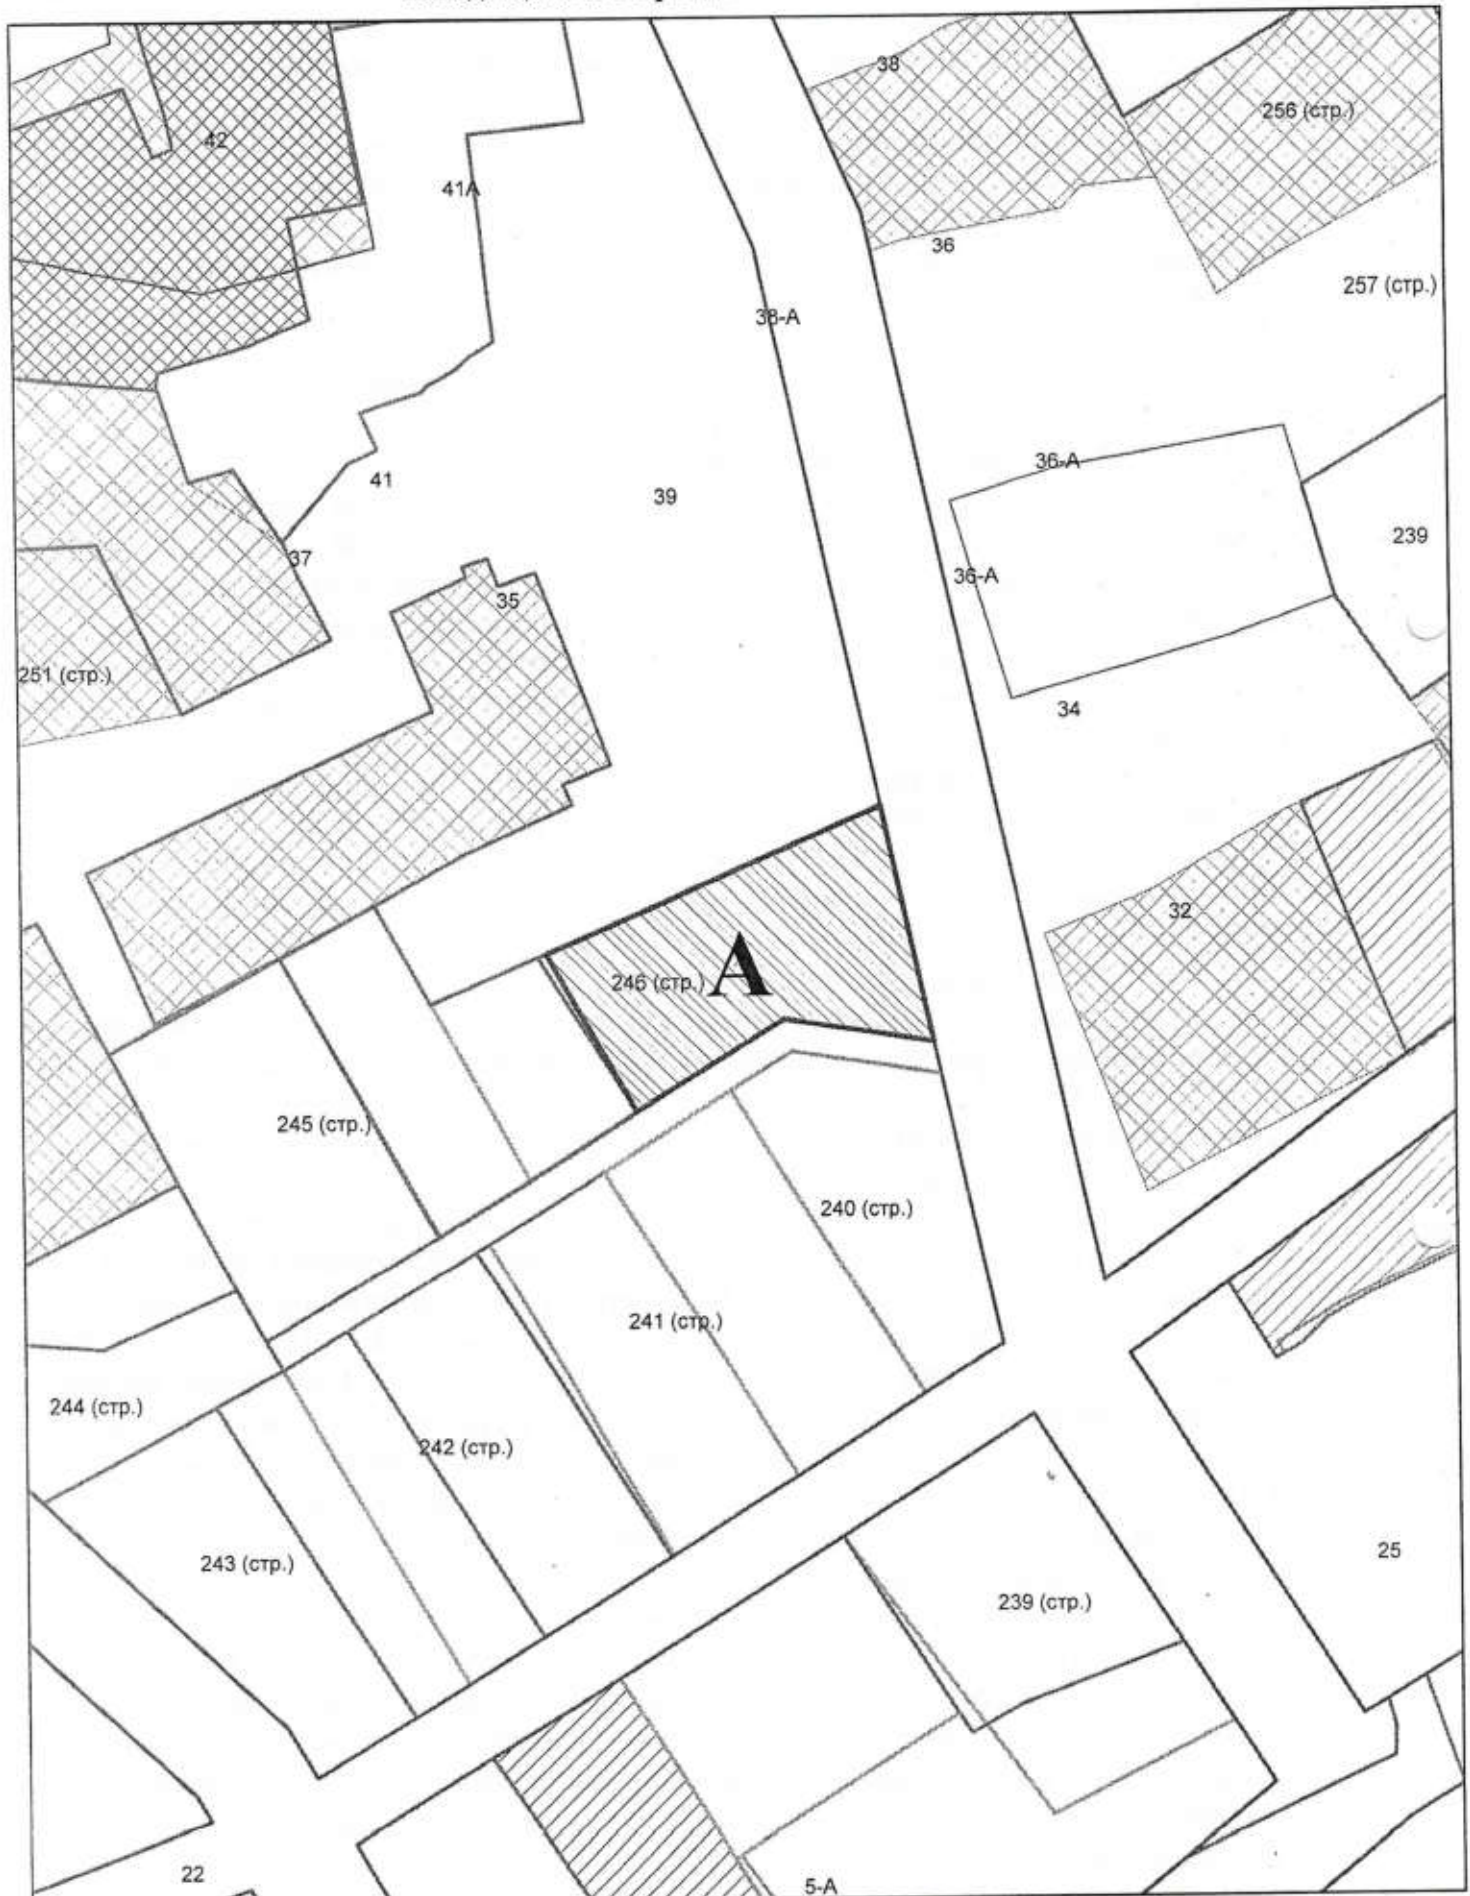 38
256 (стр.)
42
41А
36
257 (стр.)
38-А
36-А
41
39
239
37
36-А
35
251 (стр.)
34
32
246 (стр.) А
245 (стр.)
240 (стр.)
241 (стр.)
244 (стр.)
242 (стр.)
243 (стр.)
25
239 (стр.)
22
5-А